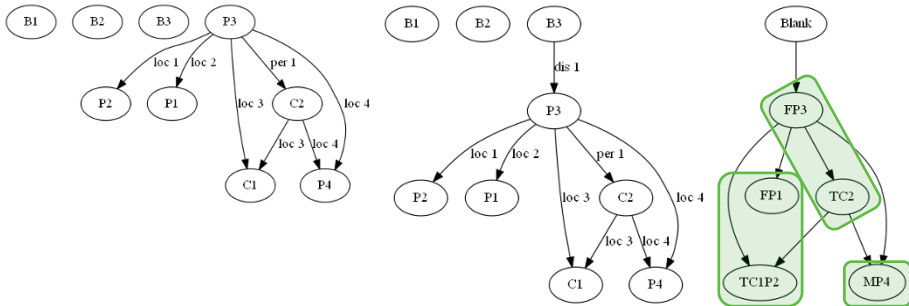 B1 B2 B3 P3
loc 1 loc 2 per 1
P2 P1 loc 3 C2 loc 4
loc 3 loc 4
C1 P4
B1 B2 B3
dis 1
P3
loc 1 loc 2 per 1
P2 P1 loc 3 C2 loc 4
loc 3 loc 4
C1 P4
Blank
FP3
FP1 TC2
TC1P2 MP4